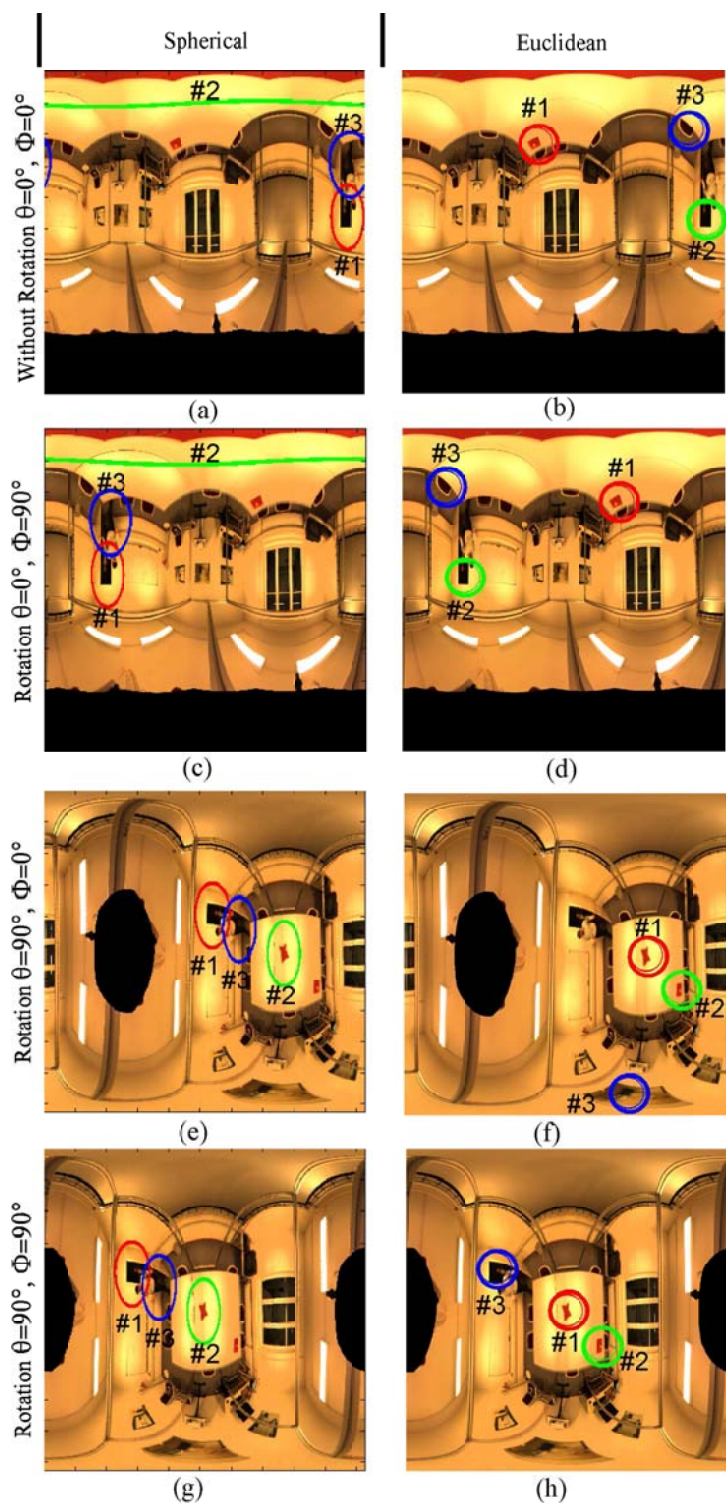 Spherical
Euclidean
Without Rotation θ=0°, Φ=0°
#2
#3
#1
#1
#3
#2
(a)
(b)
Rotation θ=0°, Φ=90°
#2
#3
#1
#3
#1
#2
(c)
(d)
Rotation θ=90°, Φ=0°
#1
#3
#2
#1
#2
#3
(e)
(f)
Rotation θ=90°, Φ=90°
#1
#3
#2
#3
#1
#2
(g)
(h)